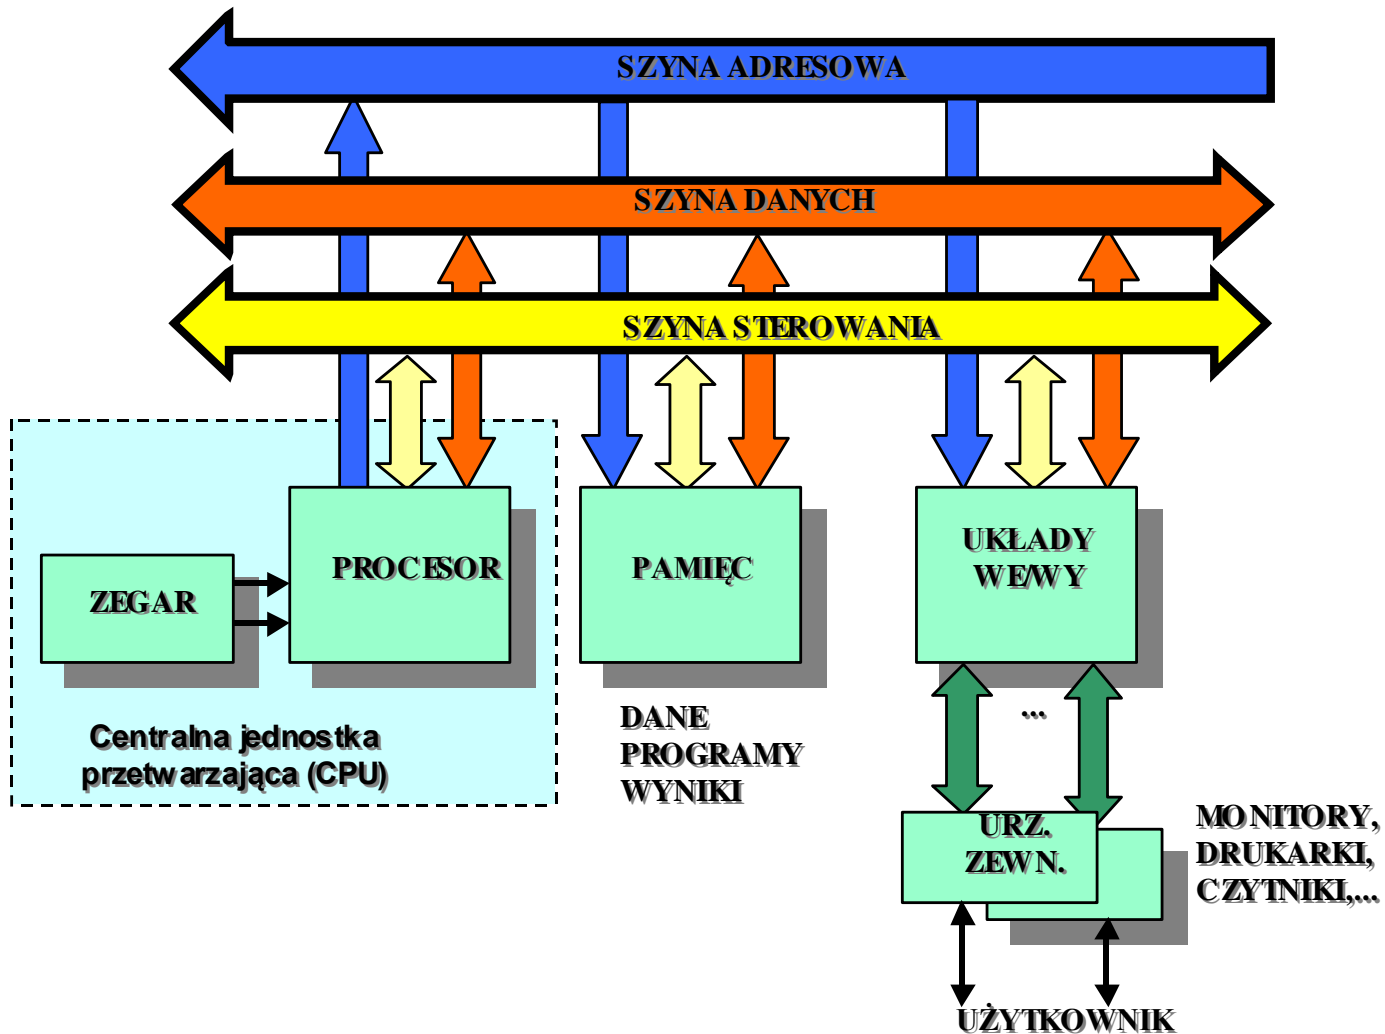 SZYNA ADRESOWA
SZYNA DANYCH
SZYNA STEROWANIA
ZEGAR
PROCESOR
PAMIĘC
UKŁADY
WE/WY
Centralna jednostka
przetwarzająca (CPU)
DANE
PROGRAMY
WYNIKI
...
URZ.
ZEWN.
MONITORY,
DRUKARKI,
CZYTNIKI,...
UŻYTKOWNIK